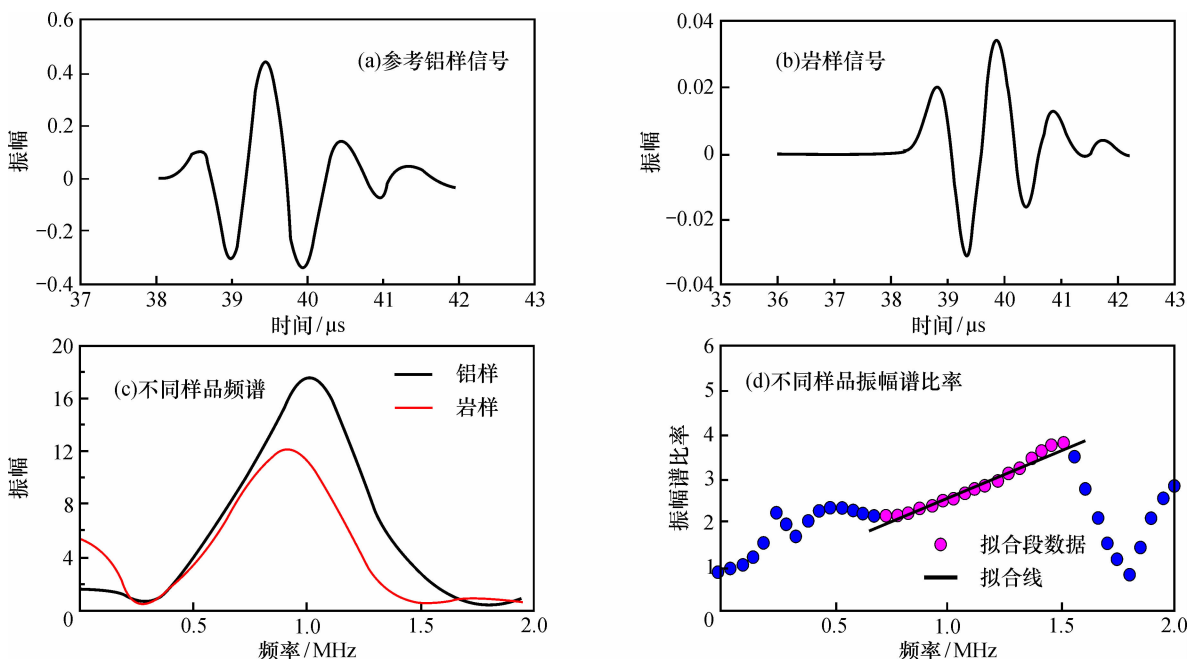 0.6
0.4
0.2
0
−0.2
−0.4
振幅
(a)参考铝样信号
37 38 39 40 41 42 43
时间/μs
0.04
0.02
0
−0.02
−0.04
振幅
(b)岩样信号
35 36 37 38 39 40 41 42 43
时间/μs
20
16
12
8
4
0
振幅
(c)不同样品频谱
铝样
岩样
0.5 1.0 1.5 2.0
频率/MHz
6
5
4
3
2
1
0
振幅谱比率
(d)不同样品振幅谱比率
拟合段数据
拟合线
0.5 1.0 1.5 2.0
频率/MHz